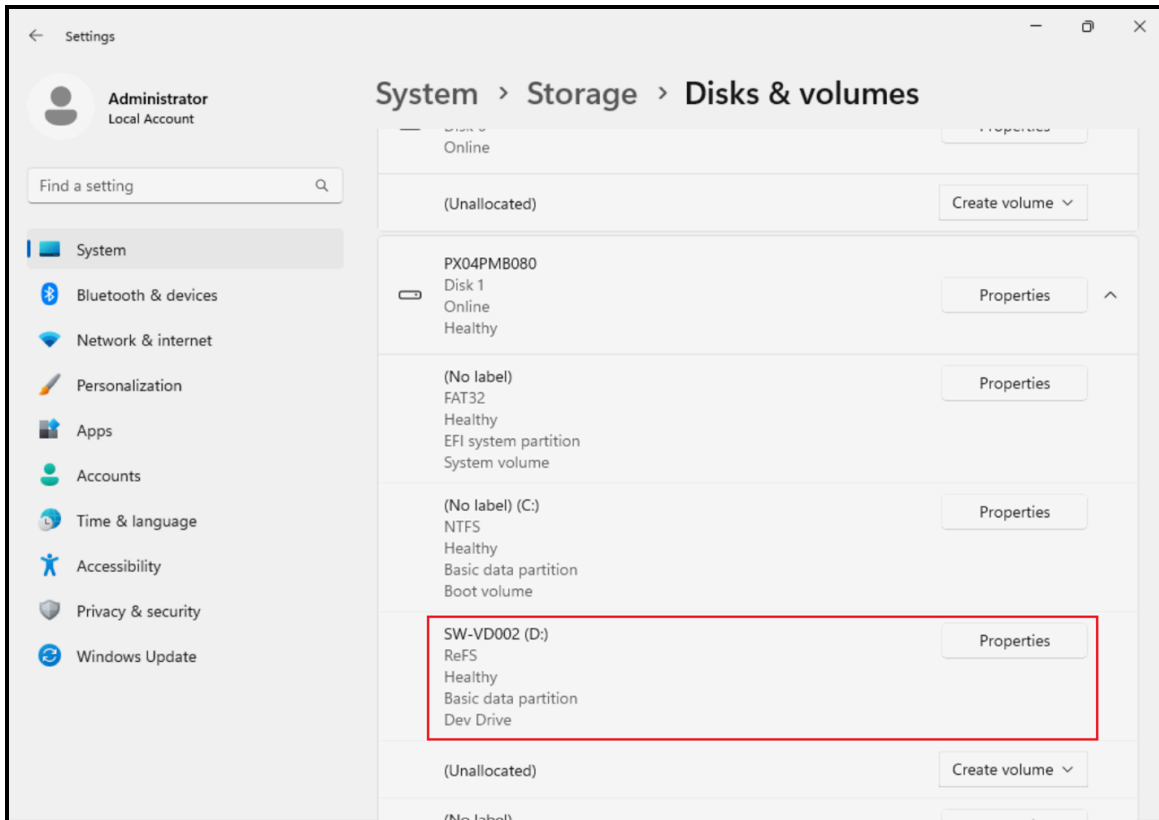 Settings
Administrator
Local Account
Find a setting
System
Bluetooth & devices
Network & internet
Personalization
Apps
Accounts
Time & language
Accessibility
Privacy & security
Windows Update
System > Storage > Disks & volumes
Disk 0
Properties
Online
(Unallocated)
Create volume
PX04PMB080
Disk 1
Online
Healthy
Properties
(No label)
FAT32
Healthy
EFI system partition
System volume
Properties
(No label) (C:)
NTFS
Healthy
Basic data partition
Boot volume
Properties
SW-VD002 (D:)
ReFS
Healthy
Basic data partition
Dev Drive
Properties
(Unallocated)
Create volume
(No label)